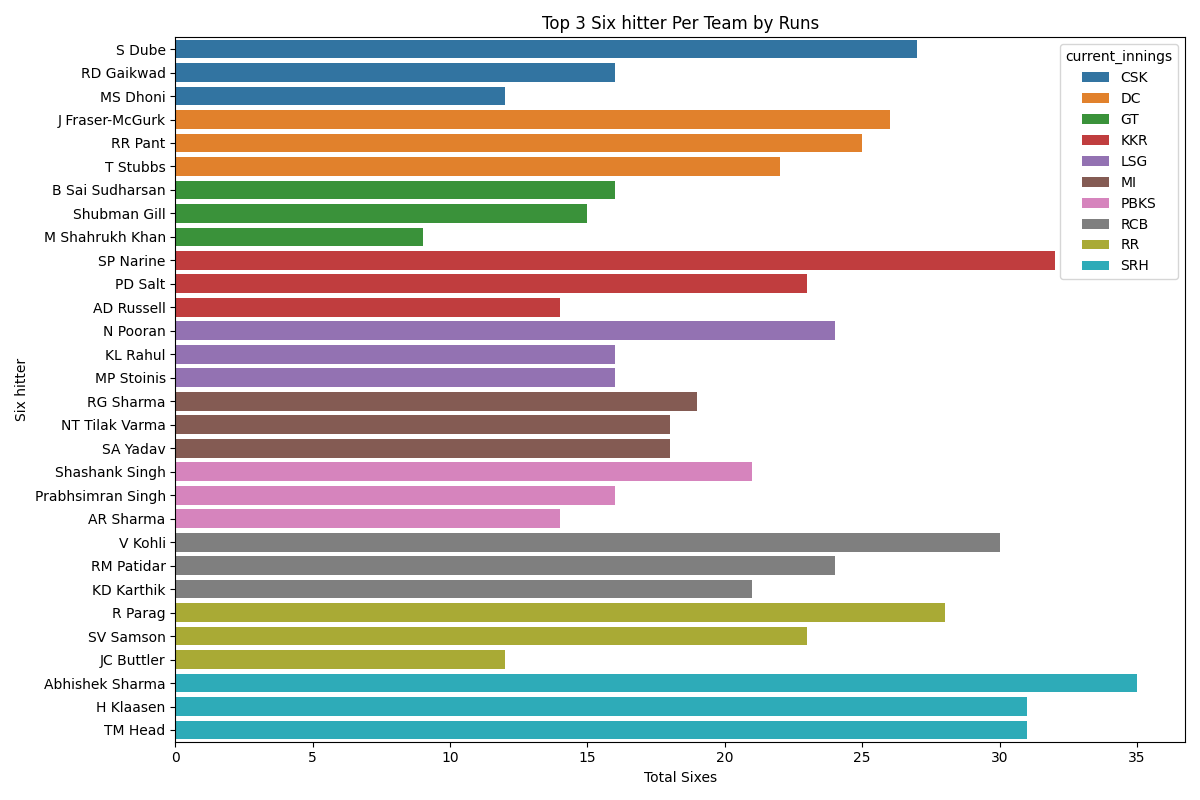 Top 3 Six hitter Per Team by Runs
S Dube
RD Gaikwad
MS Dhoni
J Fraser-McGurk
RR Pant
T Stubbs
B Sai Sudharsan
Shubman Gill
M Shahrukh Khan
SP Narine
PD Salt
AD Russell
N Pooran
KL Rahul
MP Stoinis
RG Sharma
NT Tilak Varma
SA Yadav
Shashank Singh
Prabhsimran Singh
AR Sharma
V Kohli
RM Patidar
KD Karthik
R Parag
SV Samson
JC Buttler
Abhishek Sharma
H Klaasen
TM Head
Six hitter
0 5 10 15 20 25 30 35
Total Sixes
current_innings
CSK
DC
GT
KKR
LSG
MI
PBKS
RCB
RR
SRH